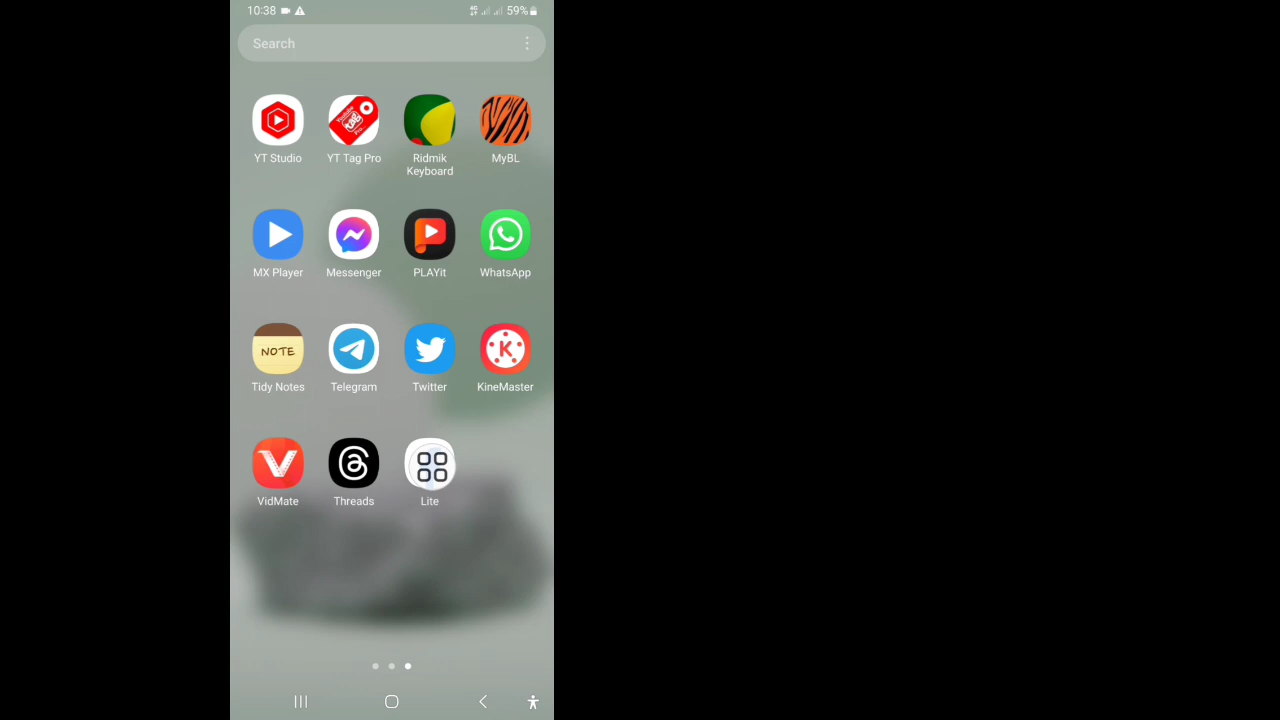 10:38 4G 59%
Search
YT Studio YT Tag Pro Ridmik Keyboard MyBL
MX Player Messenger PLAYit WhatsApp
NOTE
Tidy Notes Telegram Twitter KineMaster
VidMate Threads Lite